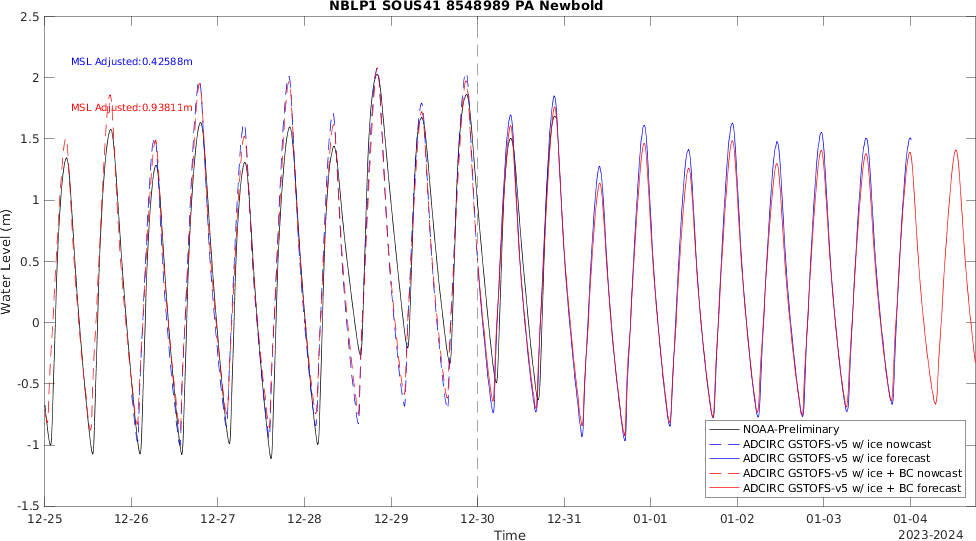 NBLP1 SOUS41 8548989 PA Newbold
2.5
2
1.5
1
0.5
0
-0.5
-1
-1.5
Water Level (m)
MSL Adjusted:0.42588m
MSL Adjusted:0.93811m
NOAA-Preliminary
ADCIRC GSTOFS-v5 w/ ice nowcast
ADCIRC GSTOFS-v5 w/ ice forecast
ADCIRC GSTOFS-v5 w/ ice + BC nowcast
ADCIRC GSTOFS-v5 w/ ice + BC forecast
12-25 12-26 12-27 12-28 12-29 12-30 12-31 01-01 01-02 01-03 01-04
Time
2023-2024